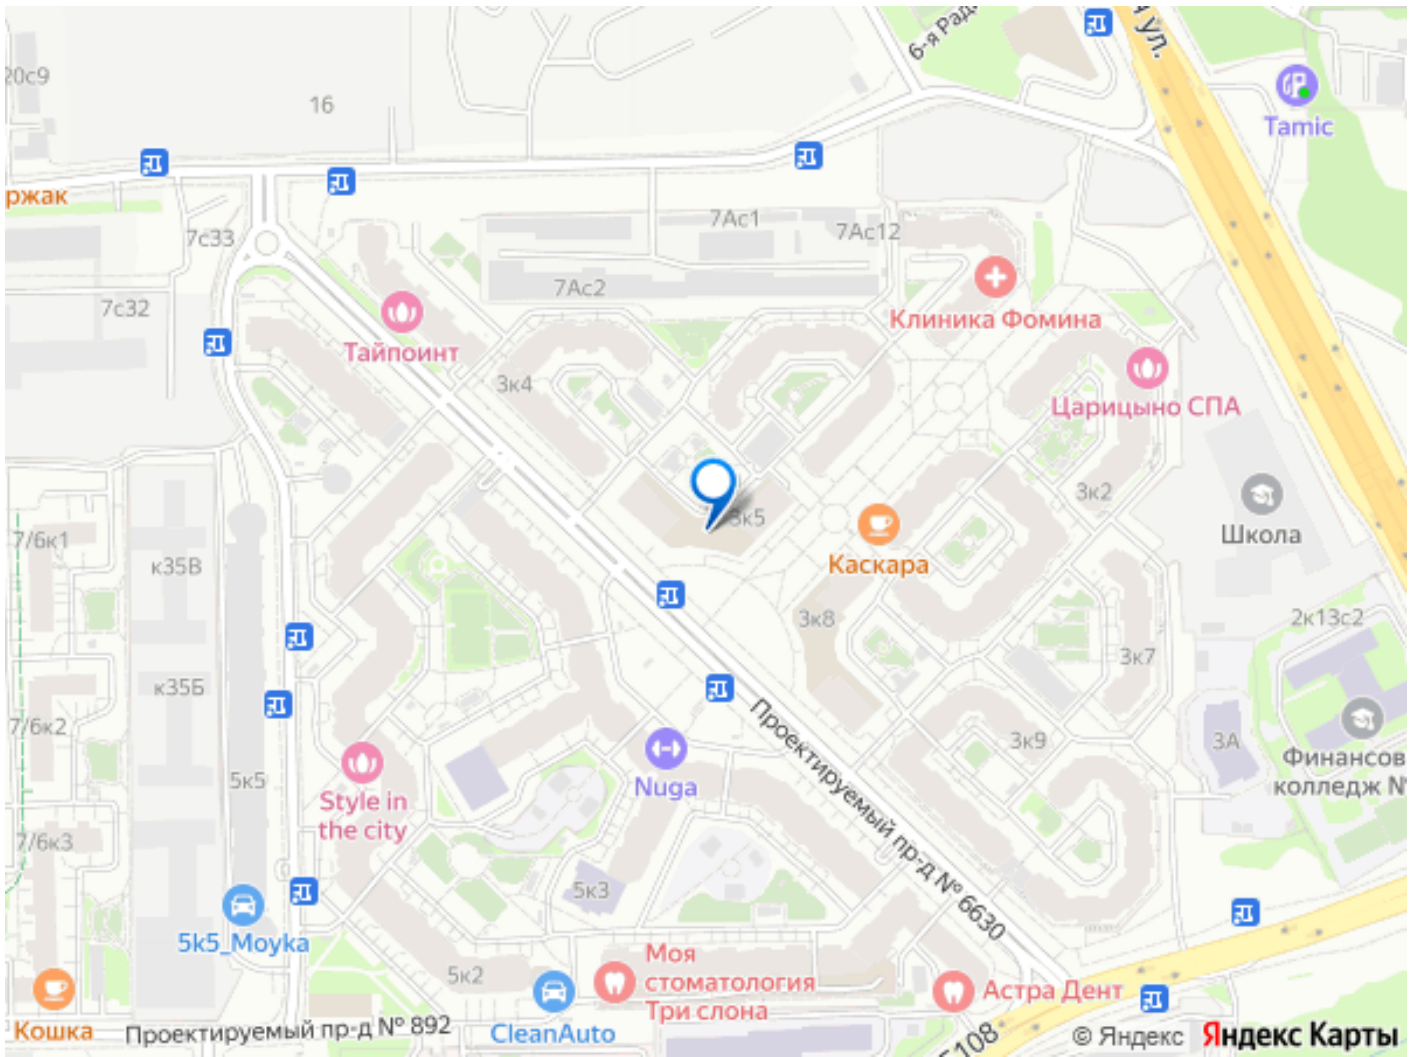 6-я Рад
ул.
20с9
16
Tamic
ржак
7с33
7Ас1
7Ас12
7с32
7Ас2
Клиника Фомина
Тайпоинт
3к4
Царицыно СПА
3к2
3к5
Школа
Каскара
7/6к1
к35В
3к8
2к13с2
3к7
к35Б
7/6к2
3к9
3А
Финансов
колледж №
5к5
Nuga
Проектируемый пр-д № 6630
Style in
the city
7/6к3
5к3
5k5_Moyka
Моя
стоматология
Три слона
5к2
Астра Дент
Кошка
Проектируемый пр-д № 892
CleanAuto
5108
© Яндекс
Яндекс Карты